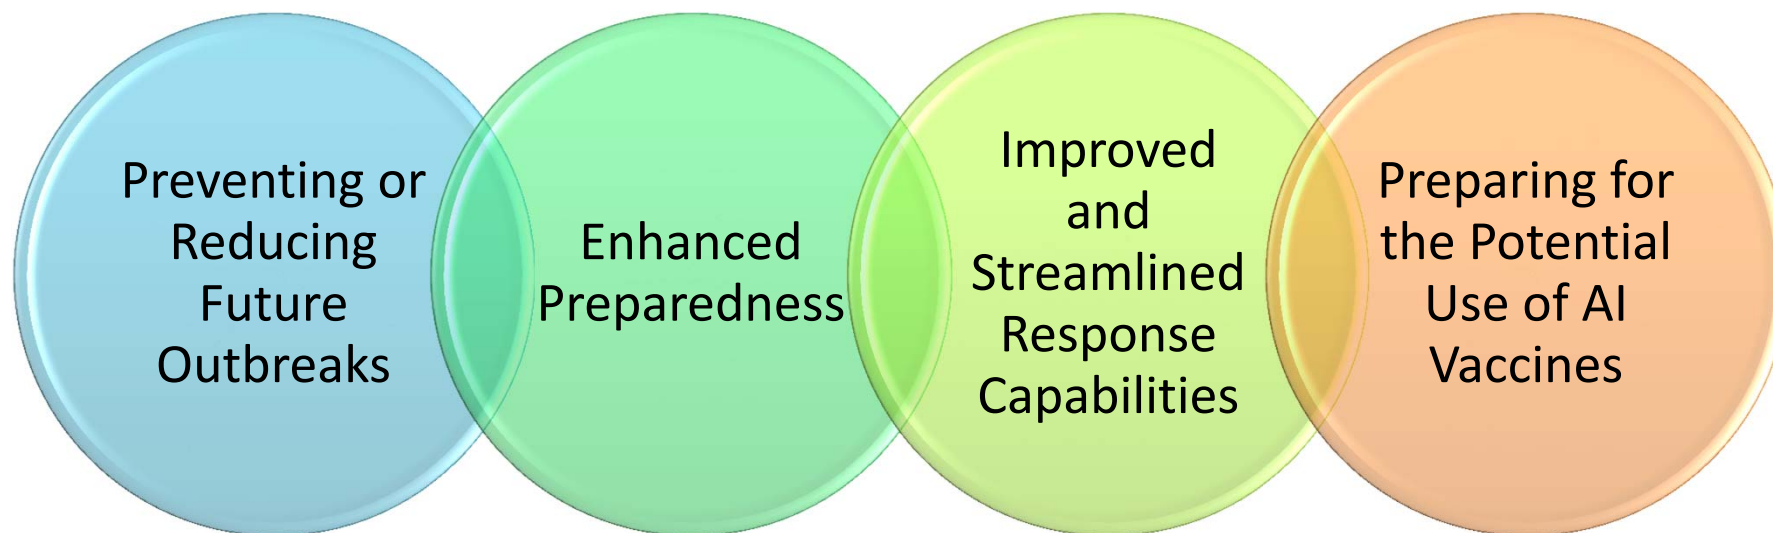 Preventing or
Reducing
Future
Outbreaks
Enhanced
Preparedness
Improved
and
Streamlined
Response
Capabilities
Preparing for
the Potential
Use of AI
Vaccines